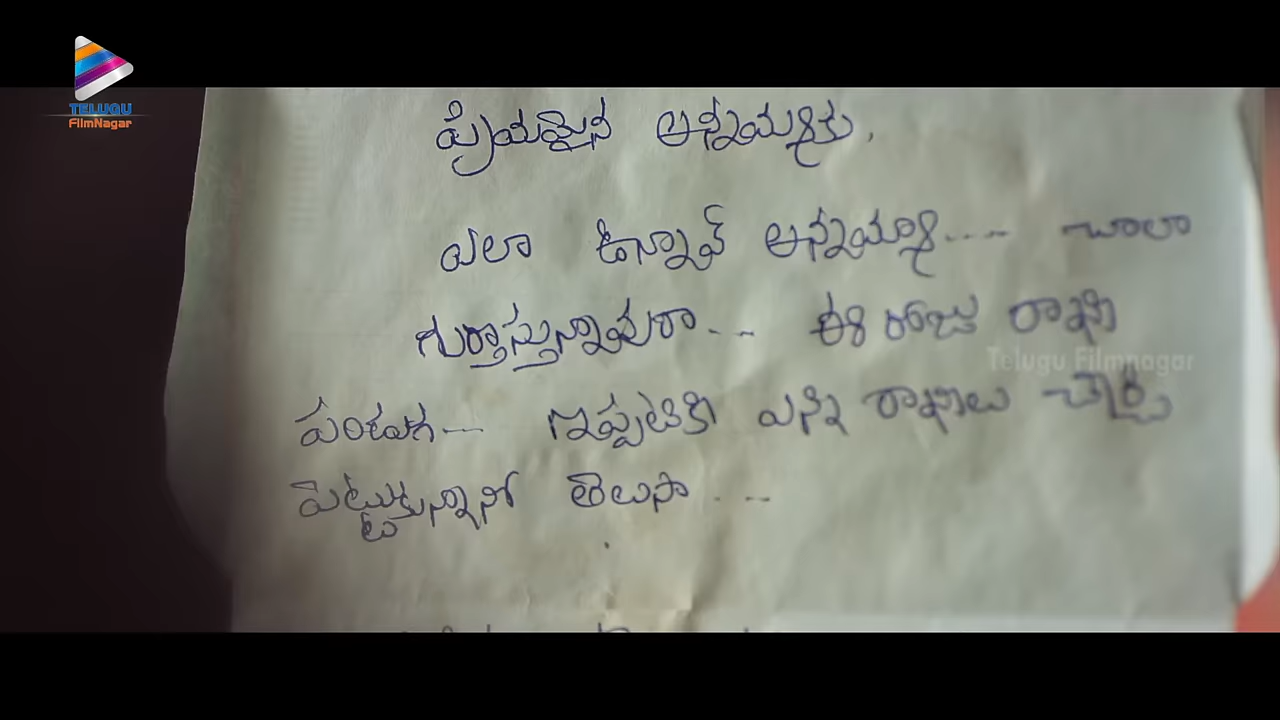 TELUGU
FilmNagar
ప్రియమైన అన్నయ్యకు,
ఎలా ఉన్నావ్ అన్నయ్యా.... చాలా
గుర్తొస్తున్నావురా... ఈ రోజు రాఖీ
Telugu Filmnagar
పండుగ... ఇప్పటికి ఎన్ని రాఖీలు
పెట్టుకున్నానో తెలుసా...